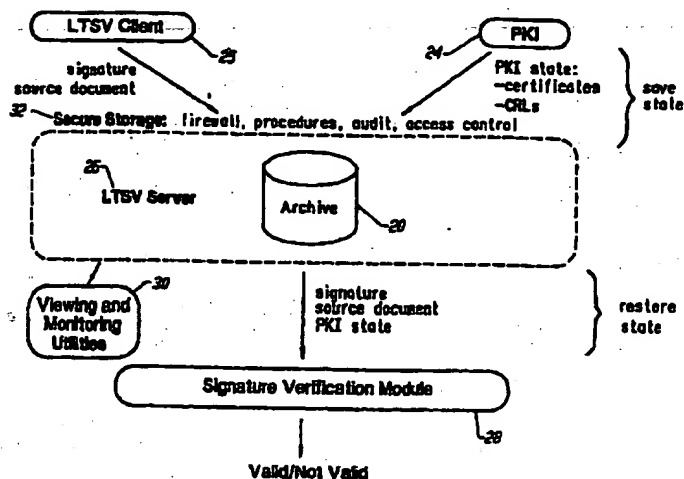 LTSV Client
23
24
PKI
signature
source document
PKI state:
-certificates
-CRLs
save
state
32
Secure Storage: firewall, procedures, audit, access control
26
LTSV Server
Archive
20
30
Viewing and
Monitoring
Utilities
signature
source document
PKI state
restore
state
Signature Verification Module
28
Valid/Not Valid